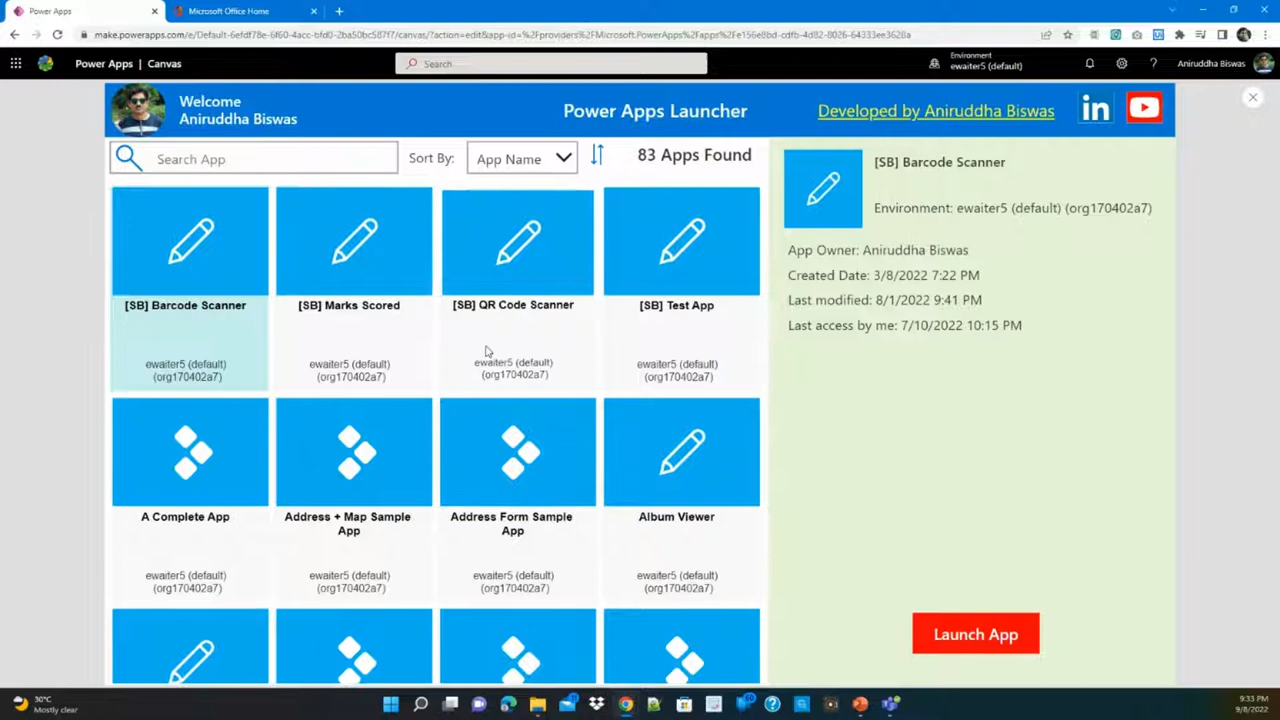 Power Apps
Microsoft Office Home
make.powerapps.com/e/Default-6efdf78e-6f60-4acc-bfd0-2ba50bc587f7/canvas/?action=edit&app-id=%2Fproviders%2FMicrosoft.PowerApps%2Fapps%2Fe156e8bd-cdfb-4d82-8026-64333ee3628a
Power Apps | Canvas
Search
Environment
ewaiter5 (default)
Aniruddha Biswas
Welcome
Aniruddha Biswas
Power Apps Launcher
Developed by Aniruddha Biswas
in
Search App
Sort By:
App Name
83 Apps Found
[SB] Barcode Scanner
ewaiter5 (default)
(org170402a7)
[SB] Marks Scored
ewaiter5 (default)
(org170402a7)
[SB] QR Code Scanner
ewaiter5 (default)
(org170402a7)
[SB] Test App
ewaiter5 (default)
(org170402a7)
A Complete App
ewaiter5 (default)
(org170402a7)
Address + Map Sample
App
ewaiter5 (default)
(org170402a7)
Address Form Sample
App
ewaiter5 (default)
(org170402a7)
Album Viewer
ewaiter5 (default)
(org170402a7)
[SB] Barcode Scanner
Environment: ewaiter5 (default) (org170402a7)
App Owner: Aniruddha Biswas
Created Date: 3/8/2022 7:22 PM
Last modified: 8/1/2022 9:41 PM
Last access by me: 7/10/2022 10:15 PM
Launch App
30°C
Mostly clear
9:33 PM
9/8/2022